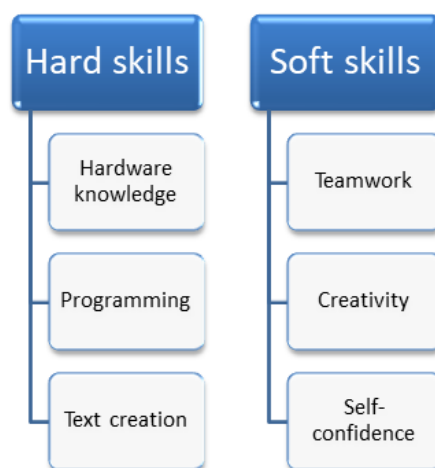 Hard skills
Hardware
knowledge
Programming
Text creation
Soft skills
Teamwork
Creativity
Self-
confidence